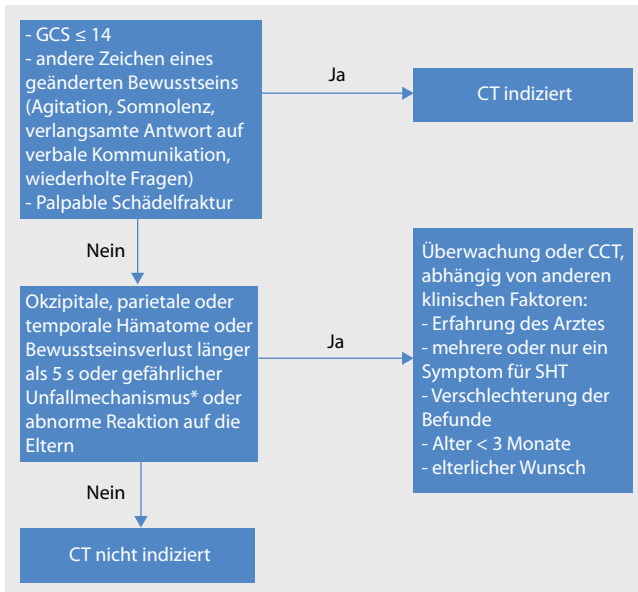 - GCS ≤ 14
- andere Zeichen eines
geänderten Bewusstseins
(Agitation, Somnolenz,
verlangsamte Antwort auf
verbale Kommunikation,
wiederholte Fragen)
- Palpable Schädelfraktur
Ja
CT indiziert
Nein
Okzipitale, parietale oder
temporale Hämatome oder
Bewusstseinsverlust länger
als 5 s oder gefährlicher
Unfallmechanismus* oder
abnorme Reaktion auf die
Eltern
Ja
Überwachung oder CCT,
abhängig von anderen
klinischen Faktoren:
- Erfahrung des Arztes
- mehrere oder nur ein
Symptom für SHT
- Verschlechterung der
Befunde
- Alter < 3 Monate
- elterlicher Wunsch
Nein
CT nicht indiziert